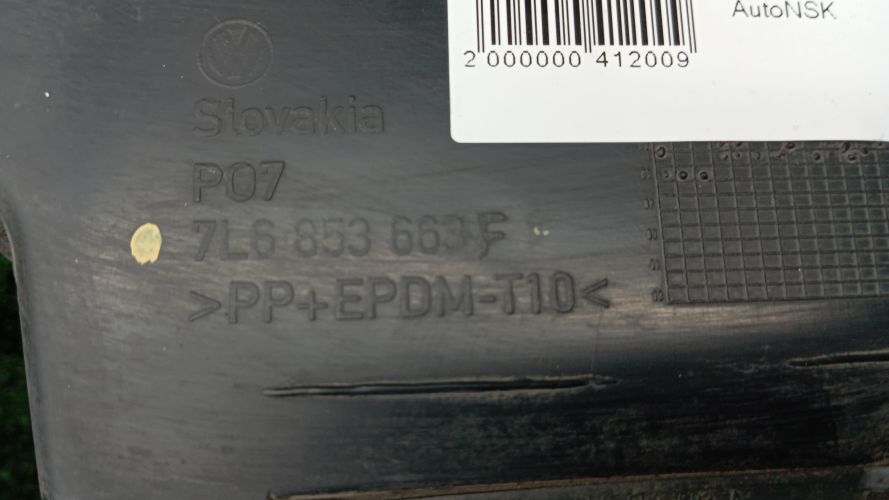 AutoNSK
2 000000 412009
Slovakia
P07
7L6 853 663 F
>PP+EPDM-T10<